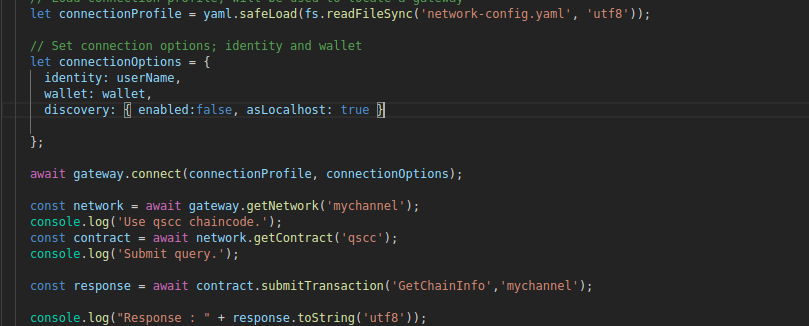 // Load connection profile; will be used to locate a gateway
let connectionProfile = yaml.safeLoad(fs.readFileSync('network-config.yaml', 'utf8'));
// Set connection options; identity and wallet
let connectionOptions = {
identity: userName,
wallet: wallet,
discovery: { enabled:false, asLocalhost: true }
};
await gateway.connect(connectionProfile, connectionOptions);
const network = await gateway.getNetwork('mychannel');
console.log('Use qscc chaincode.');
const contract = await network.getContract('qscc');
console.log('Submit query.');
const response = await contract.submitTransaction('GetChainInfo','mychannel');
console.log("Response : " + response.toString('utf8'));